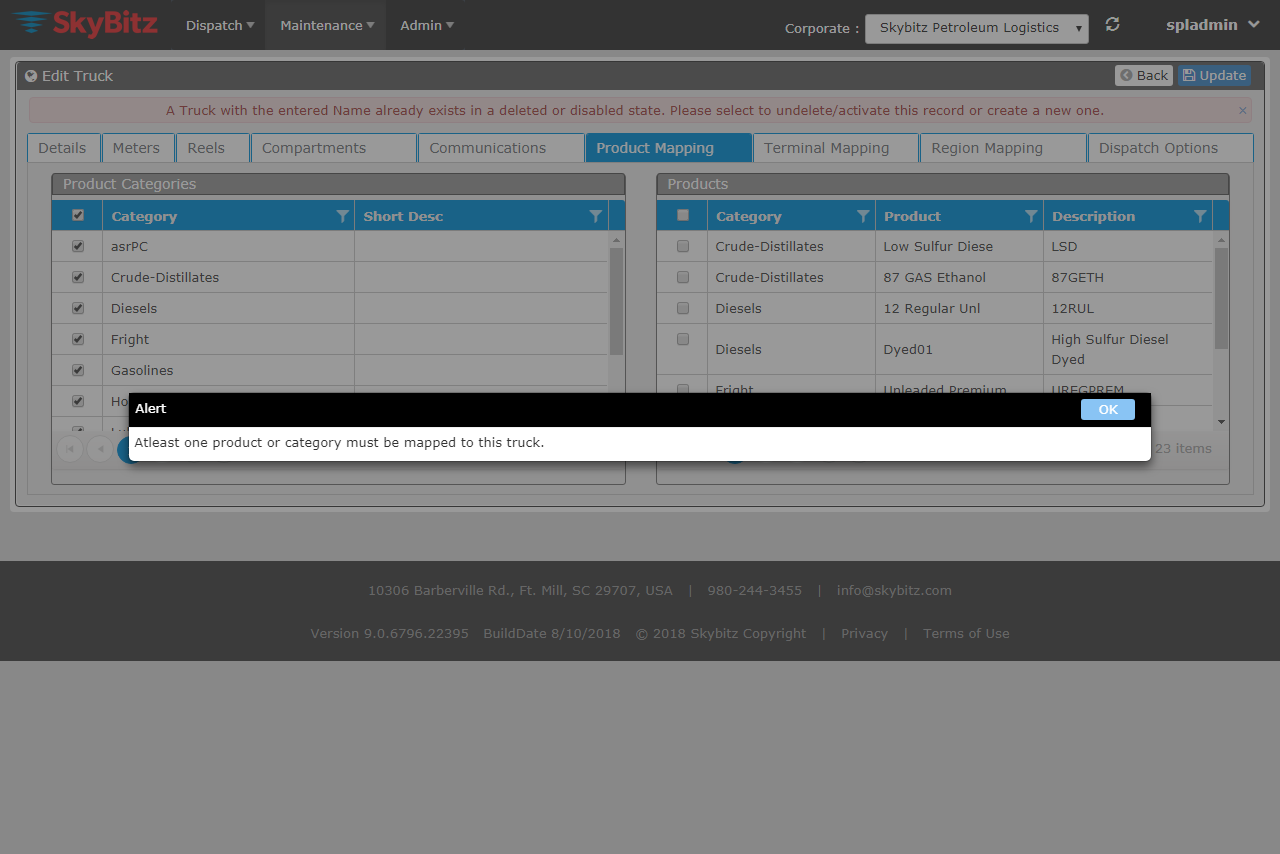 SkyBitz Dispatch Maintenance Admin Corporate : Skybitz Petroleum Logistics spladmin
Edit Truck Back Update
A Truck with the entered Name already exists in a deleted or disabled state. Please select to undelete/activate this record or create a new one. ×
Details Meters Reels Compartments Communications Product Mapping Terminal Mapping Region Mapping Dispatch Options
Product Categories
Category Short Desc
asrPC
Crude-Distillates
Diesels
Fright
Gasolines
Products
Category Product Description
Crude-Distillates Low Sulfur Diese LSD
Crude-Distillates 87 GAS Ethanol 87GETH
Diesels 12 Regular Unl 12RUL
Diesels Dyed01 High Sulfur Diesel
Dyed
Fright Unleaded Premium UREGPREM
23 items
Alert OK
Atleast one product or category must be mapped to this truck.
10306 Barberville Rd., Ft. Mill, SC 29707, USA | 980-244-3455 | info@skybitz.com
Version 9.0.6796.22395 BuildDate 8/10/2018 © 2018 Skybitz Copyright | Privacy | Terms of Use